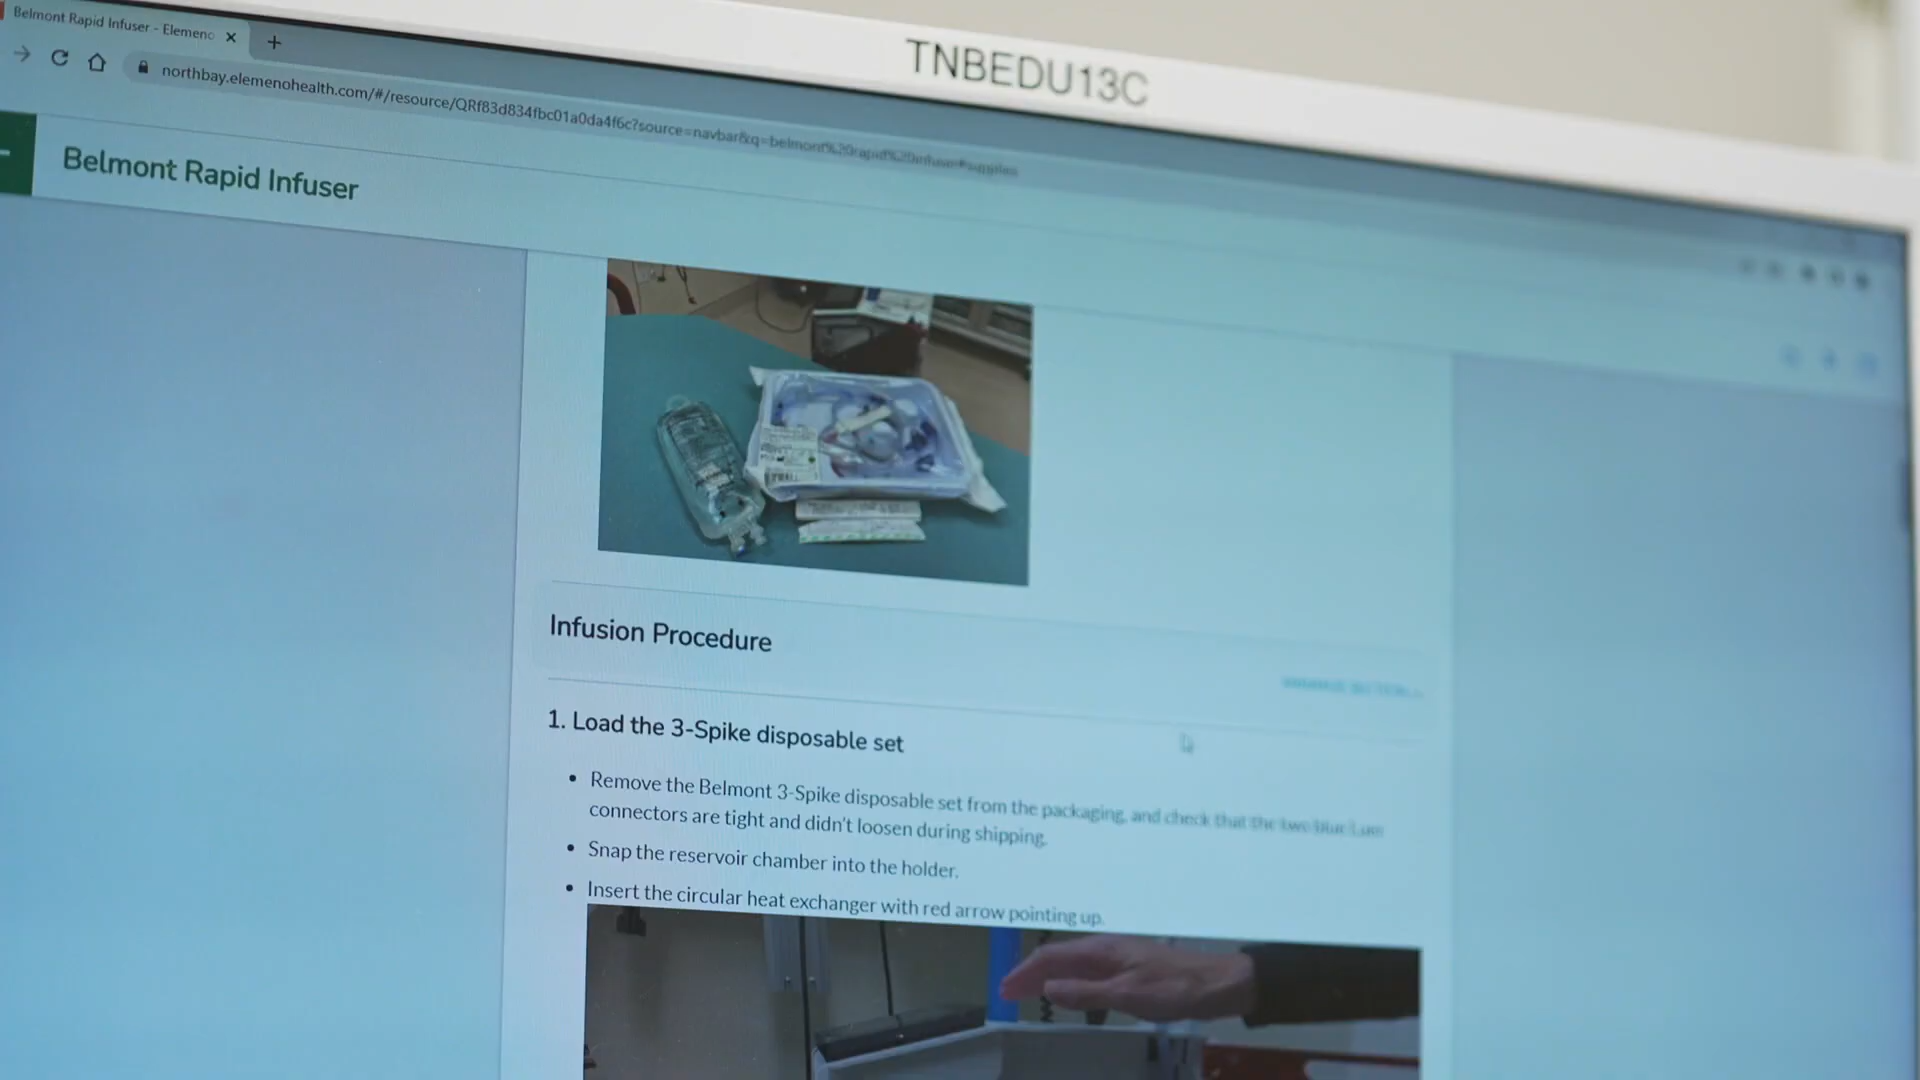 Belmont Rapid Infuser - Elemeno
TNBEDU13C
northbay.elemenohealth.com/#/resource/QRf83d834fbc01a0da4f6c?source=navbar&q=belmont%20rapid%20infuser#supplies
Belmont Rapid Infuser
Infusion Procedure
1. Load the 3-Spike disposable set
• Remove the Belmont 3-Spike disposable set from the packaging, and check that the two blue Luer
connectors are tight and didn't loosen during shipping.
• Snap the reservoir chamber into the holder.
• Insert the circular heat exchanger with red arrow pointing up.